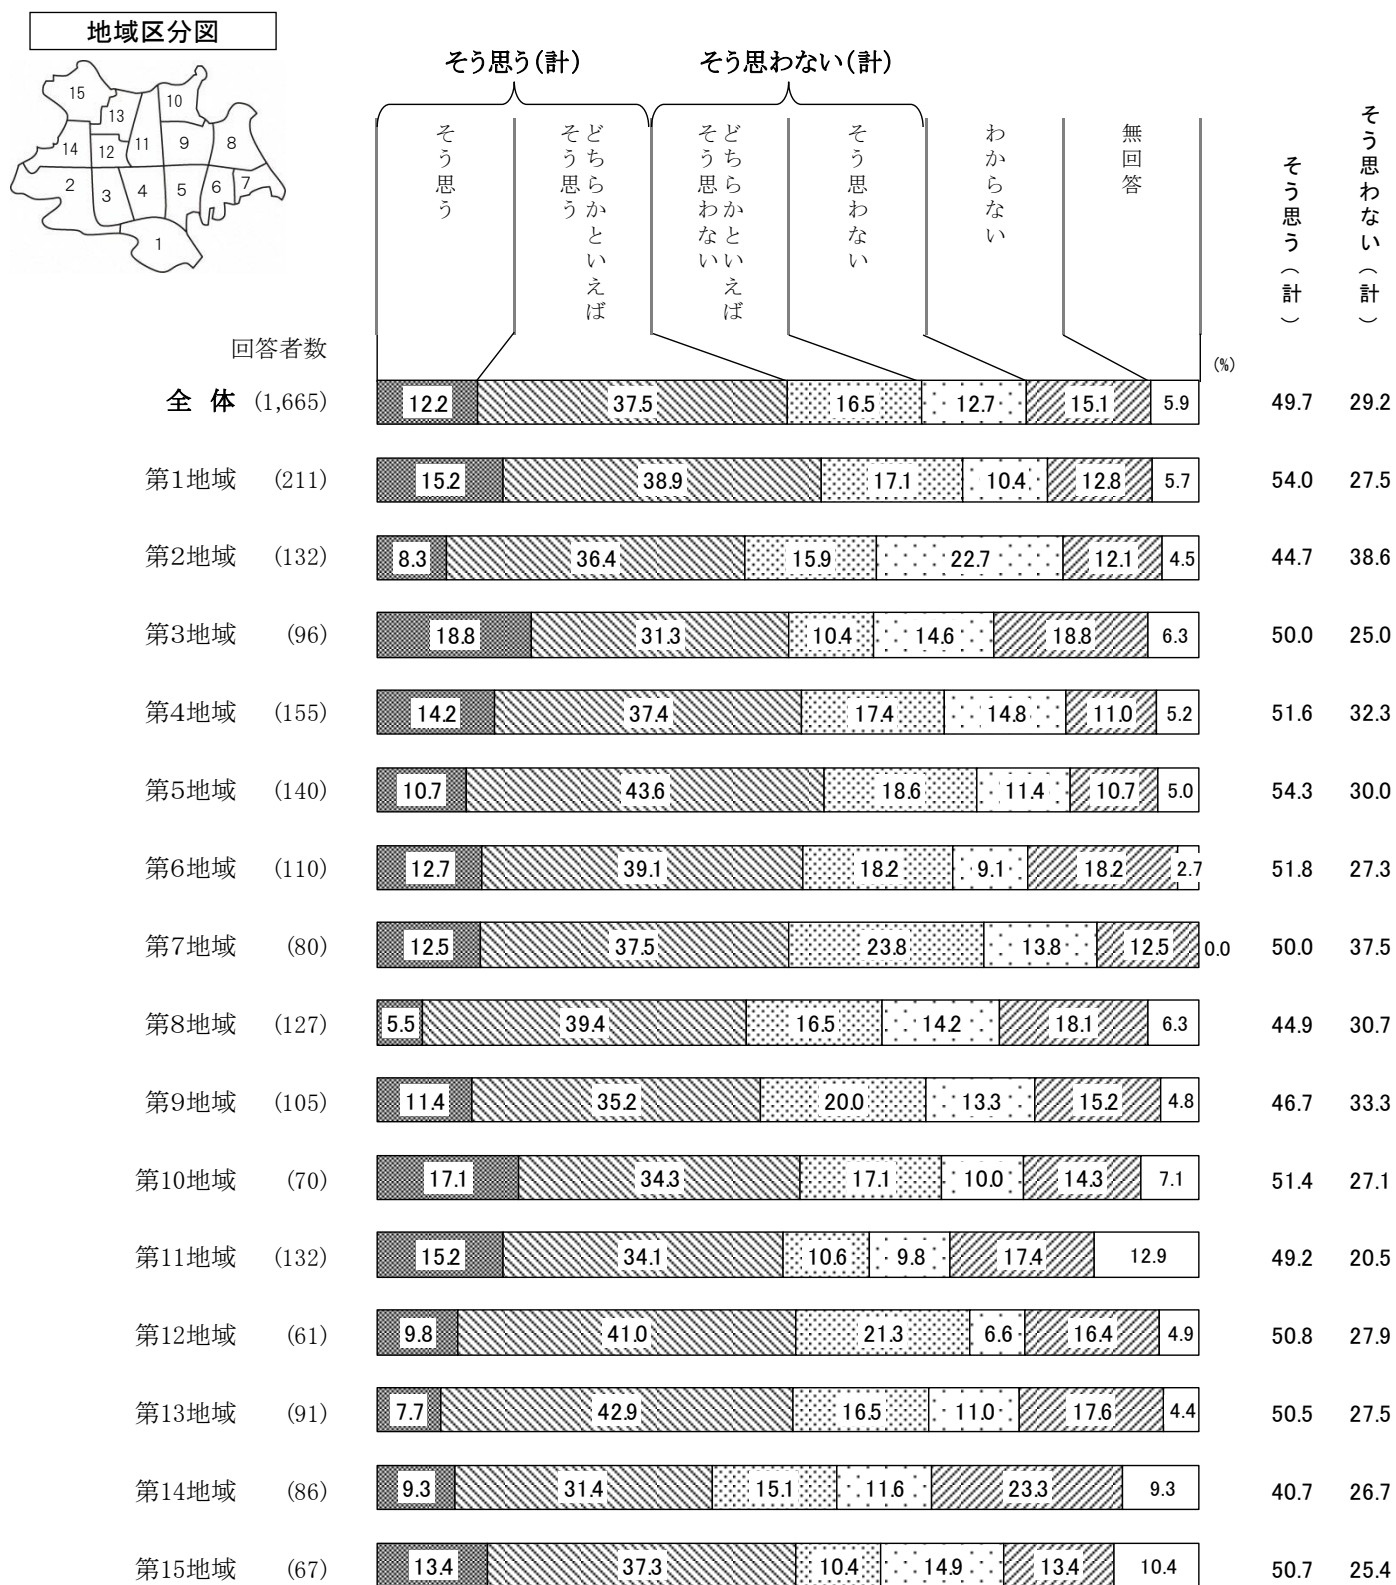 地域区分図
15
10
13
11
9
8
14
12
2
3
4
5
6
7
1
そう思う(計)
そう思わない(計)
そう思う
どちらかといえば
そう思う
どちらかといえば
そう思わない
そう思わない
わからない
無回答
そう思う(計)
そう思わない(計)
回答者数
(%)
全 体 (1,665) 12.2 37.5 16.5 12.7 15.1 5.9 49.7 29.2
第1地域 (211) 15.2 38.9 17.1 10.4 12.8 5.7 54.0 27.5
第2地域 (132) 8.3 36.4 15.9 22.7 12.1 4.5 44.7 38.6
第3地域 (96) 18.8 31.3 10.4 14.6 18.8 6.3 50.0 25.0
第4地域 (155) 14.2 37.4 17.4 14.8 11.0 5.2 51.6 32.3
第5地域 (140) 10.7 43.6 18.6 11.4 10.7 5.0 54.3 30.0
第6地域 (110) 12.7 39.1 18.2 9.1 18.2 2.7 51.8 27.3
第7地域 (80) 12.5 37.5 23.8 13.8 12.5 0.0 50.0 37.5
第8地域 (127) 5.5 39.4 16.5 14.2 18.1 6.3 44.9 30.7
第9地域 (105) 11.4 35.2 20.0 13.3 15.2 4.8 46.7 33.3
第10地域 (70) 17.1 34.3 17.1 10.0 14.3 7.1 51.4 27.1
第11地域 (132) 15.2 34.1 10.6 9.8 17.4 12.9 49.2 20.5
第12地域 (61) 9.8 41.0 21.3 6.6 16.4 4.9 50.8 27.9
第13地域 (91) 7.7 42.9 16.5 11.0 17.6 4.4 50.5 27.5
第14地域 (86) 9.3 31.4 15.1 11.6 23.3 9.3 40.7 26.7
第15地域 (67) 13.4 37.3 10.4 14.9 13.4 10.4 50.7 25.4